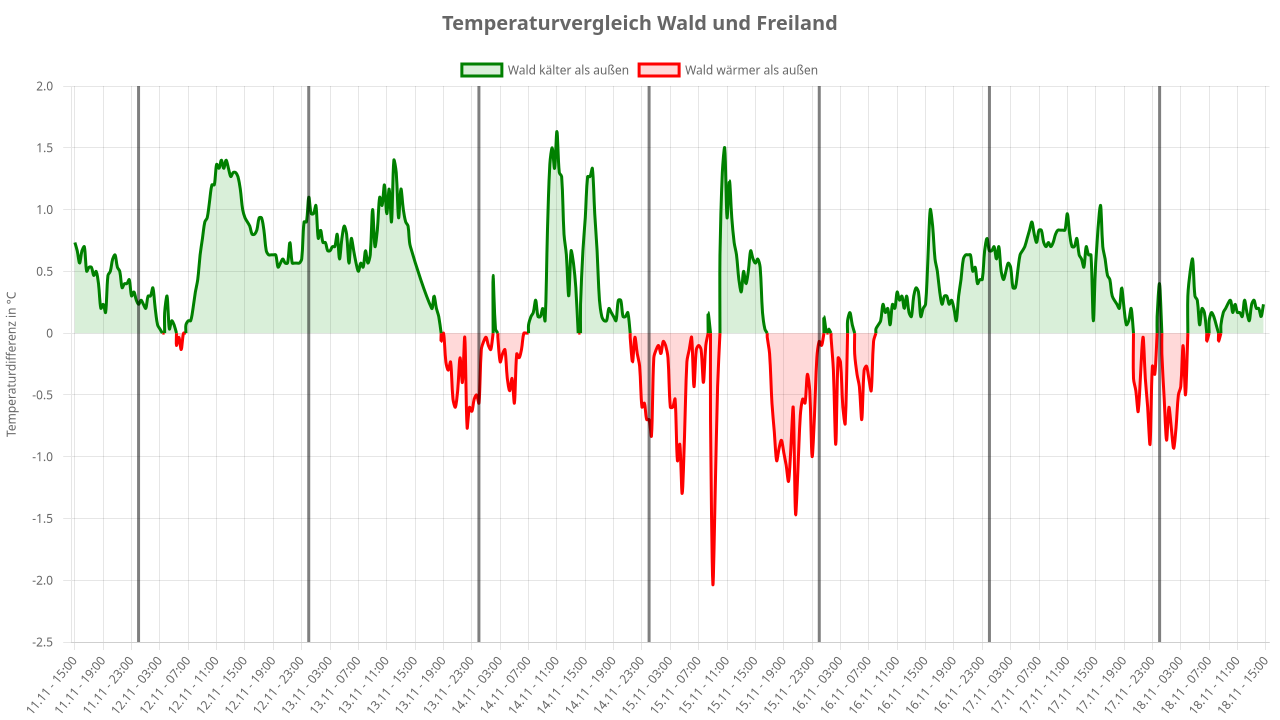 Temperaturvergleich Wald und Freiland
Wald kälter als außen
Wald wärmer als außen
Temperaturdifferenz in °C
2.0
1.5
1.0
0.5
0
-0.5
-1.0
-1.5
-2.0
-2.5
11.11 - 15:00
11.11 - 19:00
11.11 - 23:00
12.11 - 03:00
12.11 - 07:00
12.11 - 11:00
12.11 - 15:00
12.11 - 19:00
12.11 - 23:00
13.11 - 03:00
13.11 - 07:00
13.11 - 11:00
13.11 - 15:00
13.11 - 19:00
13.11 - 23:00
14.11 - 03:00
14.11 - 07:00
14.11 - 11:00
14.11 - 15:00
14.11 - 19:00
14.11 - 23:00
15.11 - 03:00
15.11 - 07:00
15.11 - 11:00
15.11 - 15:00
15.11 - 19:00
15.11 - 23:00
16.11 - 03:00
16.11 - 07:00
16.11 - 11:00
16.11 - 15:00
16.11 - 19:00
16.11 - 23:00
17.11 - 03:00
17.11 - 07:00
17.11 - 11:00
17.11 - 15:00
17.11 - 19:00
17.11 - 23:00
18.11 - 03:00
18.11 - 07:00
18.11 - 11:00
18.11 - 15:00